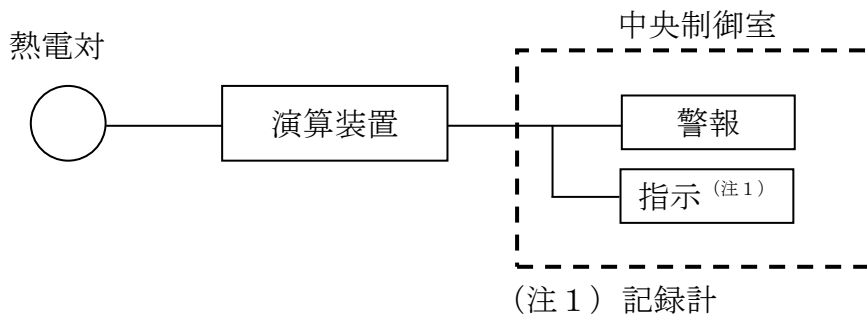 中央制御室
熱電対
演算装置
警報
指示（注１）
（注１）記録計